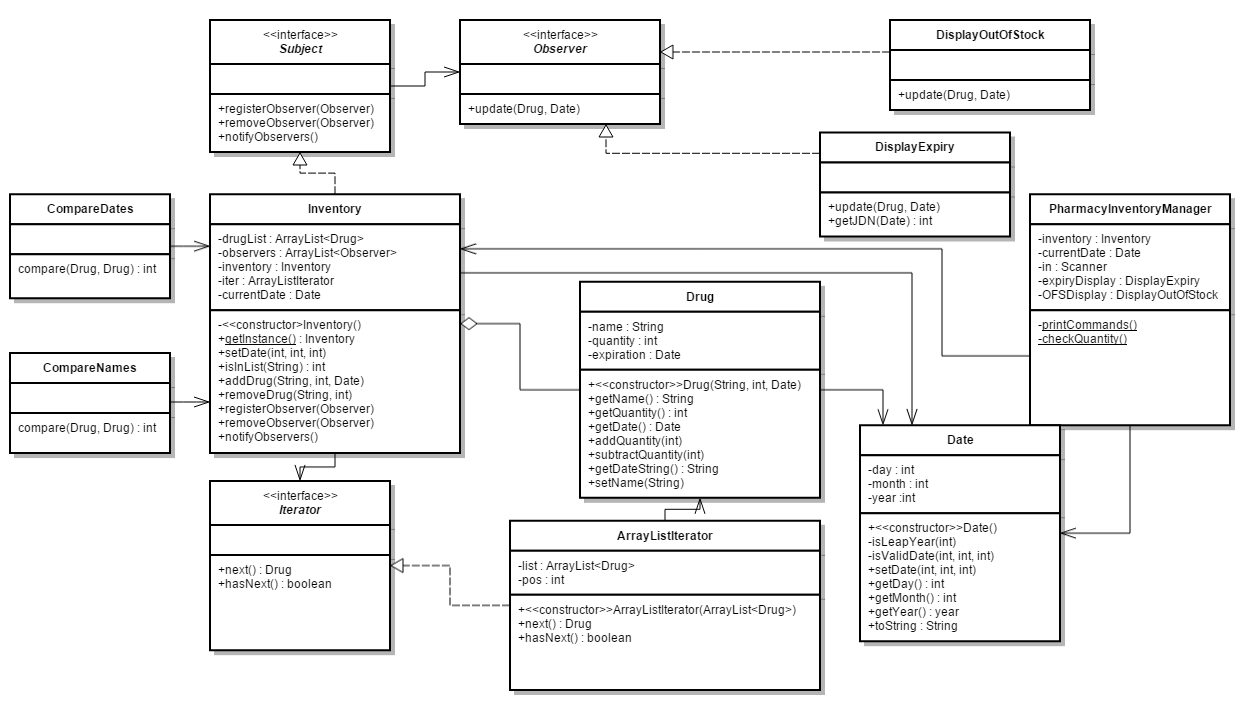 <<interface>>
Subject
+registerObserver(Observer)
+removeObserver(Observer)
+notifyObservers()
<<interface>>
Observer
+update(Drug, Date)
DisplayOutOfStock
+update(Drug, Date)
DisplayExpiry
+update(Drug, Date)
+getJDN(Date) : int
CompareDates
compare(Drug, Drug) : int
CompareNames
compare(Drug, Drug) : int
Inventory
-drugList : ArrayList<Drug>
-observers : ArrayList<Observer>
-inventory : Inventory
-iter : ArrayListIterator
-currentDate : Date
-<<constructor>Inventory()
+getInstance() : Inventory
+setDate(int, int, int)
+isInList(String) : int
+addDrug(String, int, Date)
+removeDrug(String, int)
+registerObserver(Observer)
+removeObserver(Observer)
+notifyObservers()
Drug
-name : String
-quantity : int
-expiration : Date
+<<constructor>>Drug(String, int, Date)
+getName() : String
+getQuantity() : int
+getDate() : Date
+addQuantity(int)
+subtractQuantity(int)
+getDateString() : String
+setName(String)
PharmacyInventoryManager
-inventory : Inventory
-currentDate : Date
-in : Scanner
-expiryDisplay : DisplayExpiry
-OFSDisplay : DisplayOutOfStock
-printCommands()
-checkQuantity()
<<interface>>
Iterator
+next() : Drug
+hasNext() : boolean
ArrayListIterator
-list : ArrayList<Drug>
-pos : int
+<<constructor>>ArrayListIterator(ArrayList<Drug>)
+next() : Drug
+hasNext() : boolean
Date
-day : int
-month : int
-year :int
+<<constructor>>Date()
-isLeapYear(int)
-isValidDate(int, int, int)
+setDate(int, int, int)
+getDay() : int
+getMonth() : int
+getYear() : year
+toString : String